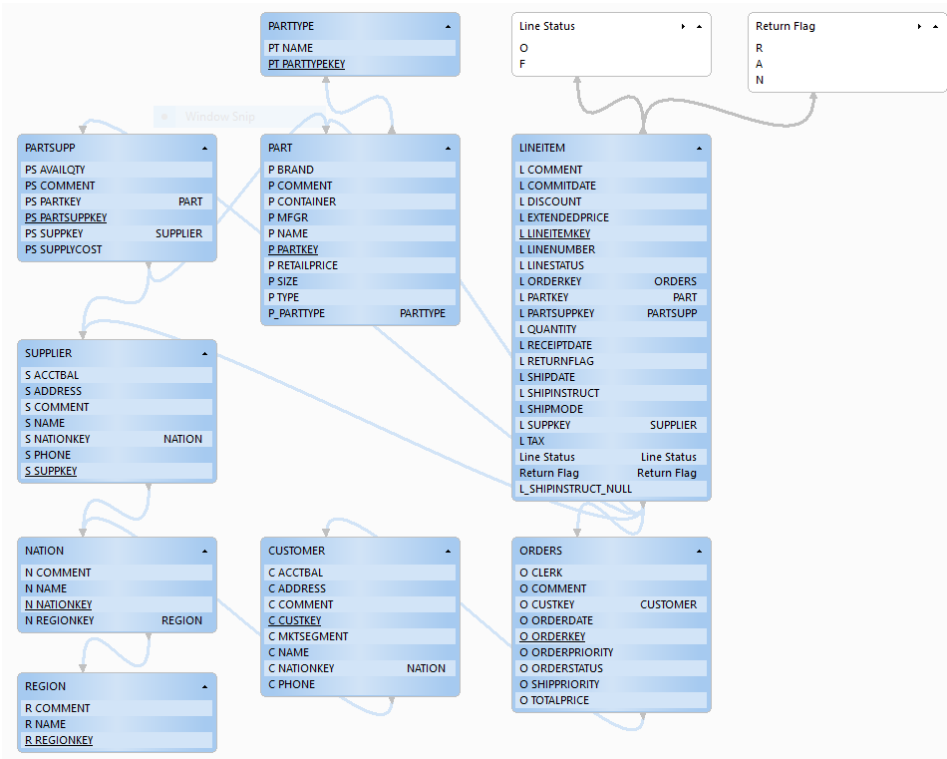 PARTTYPE
PT NAME
PT PARTTYPEKEY
Line Status
O
F
Return Flag
R
A
N
Window Snip
PARTSUPP
PS AVAILQTY
PS COMMENT
PS PARTKEY PART
PS PARTSUPPKEY
PS SUPPKEY SUPPLIER
PS SUPPLYCOST
PART
P BRAND
P COMMENT
P CONTAINER
P MFGR
P NAME
P PARTKEY
P RETAILPRICE
P SIZE
P TYPE
P_PARTTYPE PARTTYPE
LINEITEM
L COMMENT
L COMMITDATE
L DISCOUNT
L EXTENDEDPRICE
L LINEITEMKEY
L LINENUMBER
L LINESTATUS
L ORDERKEY ORDERS
L PARTKEY PART
L PARTSUPPKEY PARTSUPP
L QUANTITY
L RECEIPTDATE
L RETURNFLAG
L SHIPDATE
L SHIPINSTRUCT
L SHIPMODE
L SUPPKEY SUPPLIER
L TAX
Line Status Line Status
Return Flag Return Flag
L_SHIPINSTRUCT_NULL
SUPPLIER
S ACCTBAL
S ADDRESS
S COMMENT
S NAME
S NATIONKEY NATION
S PHONE
S SUPPKEY
NATION
N COMMENT
N NAME
N NATIONKEY
N REGIONKEY REGION
CUSTOMER
C ACCTBAL
C ADDRESS
C COMMENT
C CUSTKEY
C MKTSEGMENT
C NAME
C NATIONKEY NATION
C PHONE
ORDERS
O CLERK
O COMMENT
O CUSTKEY CUSTOMER
O ORDERDATE
O ORDERKEY
O ORDERPRIORITY
O ORDERSTATUS
O SHIPPRIORITY
O TOTALPRICE
REGION
R COMMENT
R NAME
R REGIONKEY